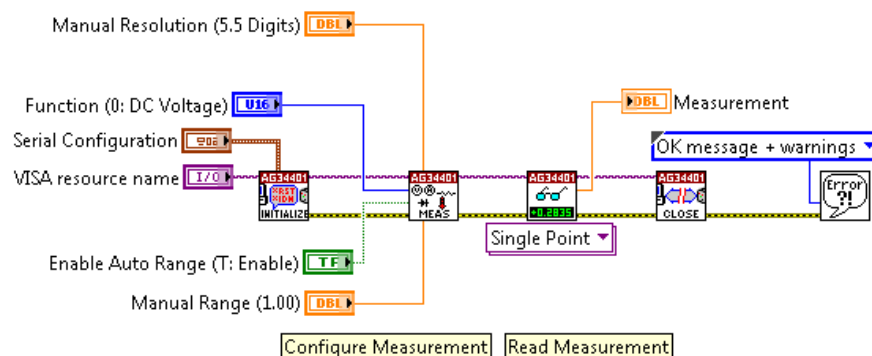 Manual Resolution (5.5 Digits)
DBL
Function (0: DC Voltage)
U16
DBL
Measurement
Serial Configuration
OK message + warnings
VISA resource name
I/O
AG34401
AG34401
AG34401
AG34401
*RST
*IDN
Error
?!
INITIALIZE
MEAS
+0.2835
CLOSE
Single Point
Enable Auto Range (T: Enable)
TF
Manual Range (1.00)
DBL
Configure Measurement
Read Measurement